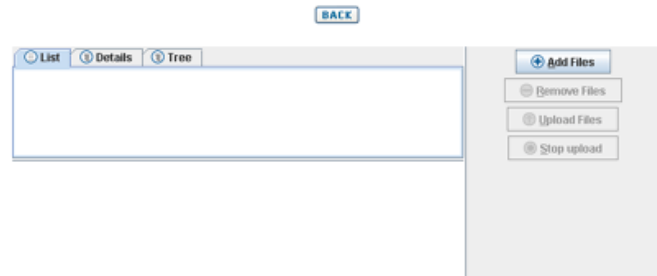 BACK
List Details Tree
Add Files
Remove Files
Upload Files
Stop upload